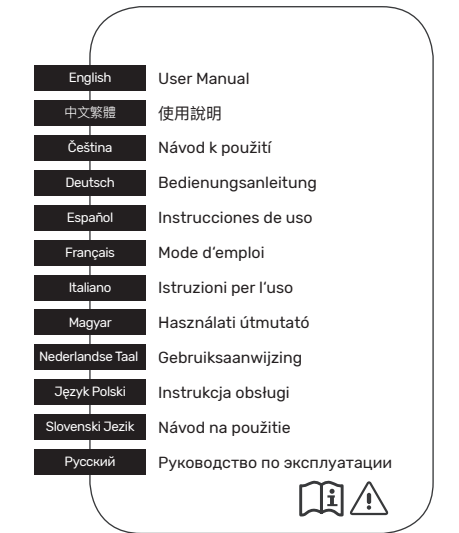 English User Manual
中文繁體 使用說明
Čeština Návod k použití
Deutsch Bedienungsanleitung
Español Instrucciones de uso
Français Mode d’emploi
Italiano Istruzioni per l’uso
Magyar Használati útmutató
Nederlandse Taal Gebruiksaanwijzing
Język Polski Instrukcja obsługi
Slovenski Jezik Návod na použitie
Русский Руководство по эксплуатации